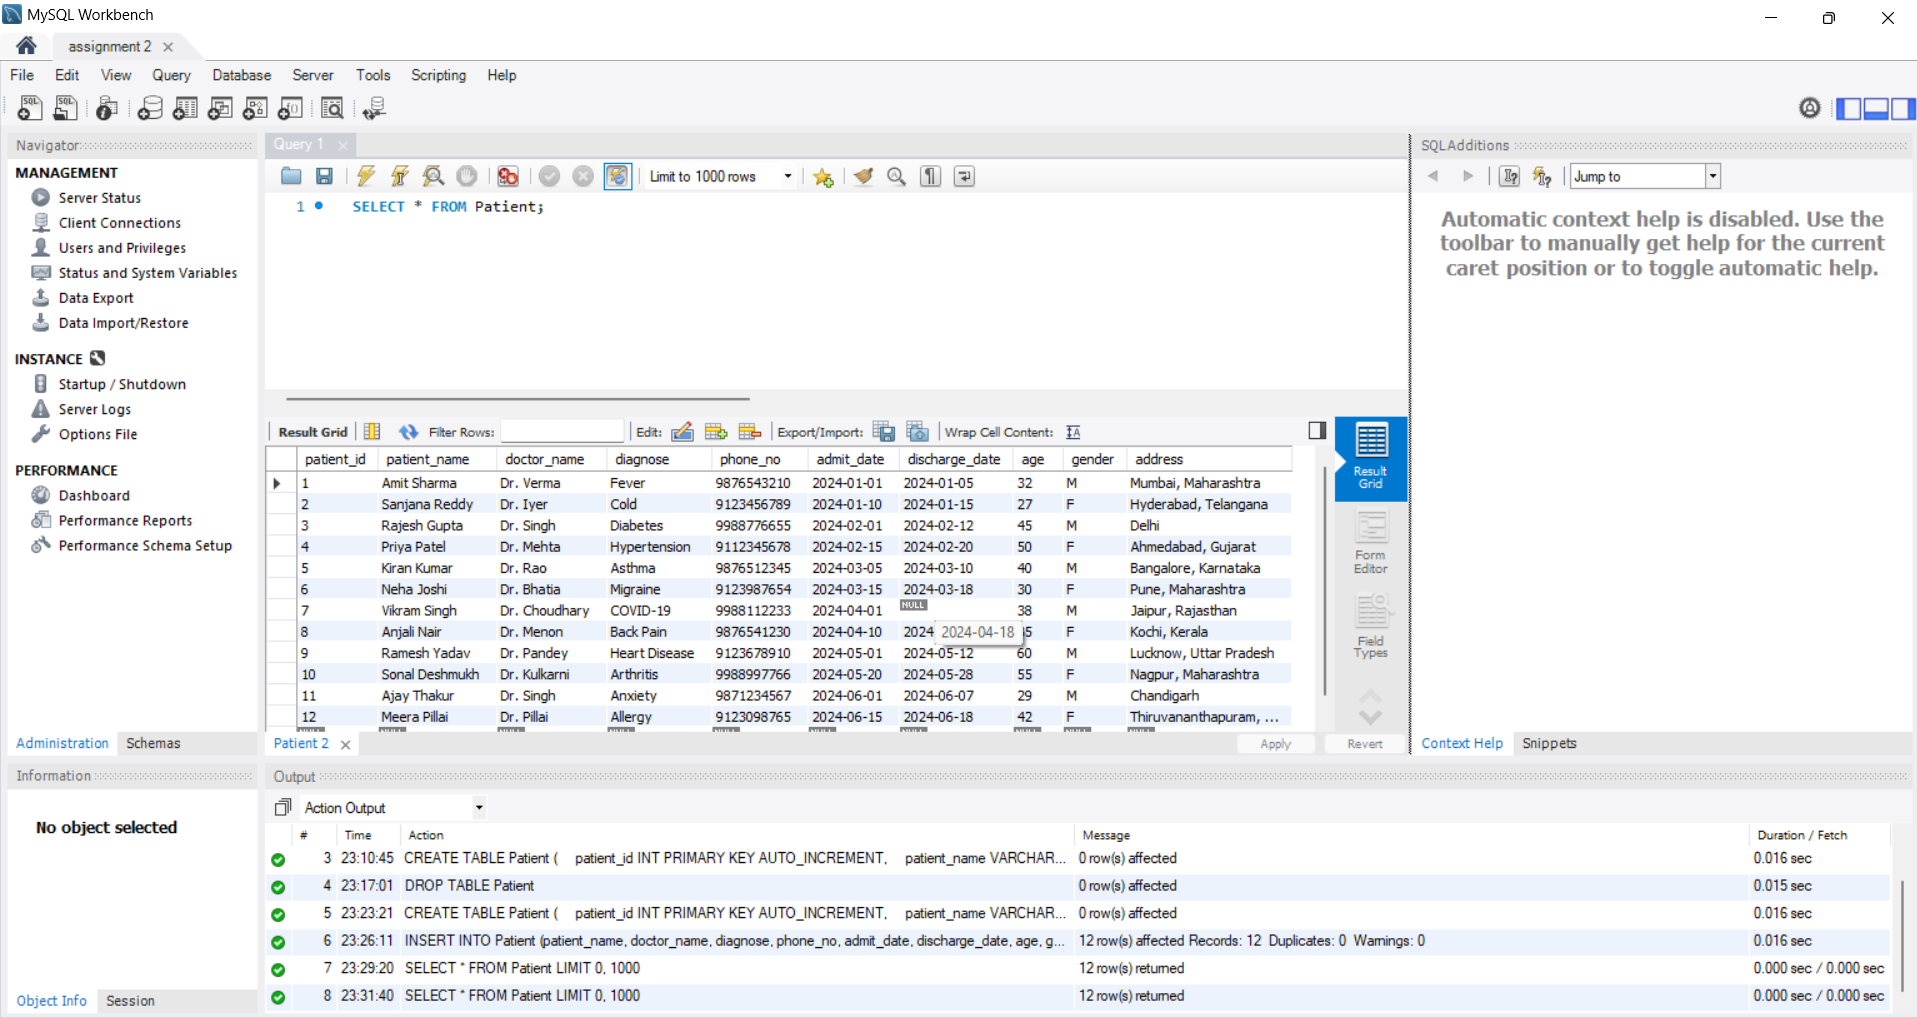 MySQL Workbench
assignment 2
File Edit View Query Database Server Tools Scripting Help
Navigator
MANAGEMENT
Server Status
Client Connections
Users and Privileges
Status and System Variables
Data Export
Data Import/Restore
INSTANCE
Startup / Shutdown
Server Logs
Options File
PERFORMANCE
Dashboard
Performance Reports
Performance Schema Setup
Administration Schemas
Information
No object selected
Object Info Session
Query 1
Limit to 1000 rows
1 SELECT * FROM Patient;
Result Grid Filter Rows: Edit: Export/Import: Wrap Cell Content:
patient_id patient_name doctor_name diagnose phone_no admit_date discharge_date age gender address
1 Amit Sharma Dr. Verma Fever 9876543210 2024-01-01 2024-01-05 32 M Mumbai, Maharashtra
2 Sanjana Reddy Dr. Iyer Cold 9123456789 2024-01-10 2024-01-15 27 F Hyderabad, Telangana
3 Rajesh Gupta Dr. Singh Diabetes 9988776655 2024-02-01 2024-02-12 45 M Delhi
4 Priya Patel Dr. Mehta Hypertension 9112345678 2024-02-15 2024-02-20 50 F Ahmedabad, Gujarat
5 Kiran Kumar Dr. Rao Asthma 9876512345 2024-03-05 2024-03-10 40 M Bangalore, Karnataka
6 Neha Joshi Dr. Bhatia Migraine 9123987654 2024-03-15 2024-03-18 30 F Pune, Maharashtra
7 Vikram Singh Dr. Choudhary COVID-19 9988112233 2024-04-01 NULL 38 M Jaipur, Rajasthan
8 Anjali Nair Dr. Menon Back Pain 9876541230 2024-04-10 2024 2024-04-18 F Kochi, Kerala
9 Ramesh Yadav Dr. Pandey Heart Disease 9123678910 2024-05-01 2024-05-12 60 M Lucknow, Uttar Pradesh
10 Sonal Deshmukh Dr. Kulkarni Arthritis 9988997766 2024-05-20 2024-05-28 55 F Nagpur, Maharashtra
11 Ajay Thakur Dr. Singh Anxiety 9871234567 2024-06-01 2024-06-07 29 M Chandigarh
12 Meera Pillai Dr. Pillai Allergy 9123098765 2024-06-15 2024-06-18 42 F Thiruvananthapuram, ...
Result Grid
Form Editor
Field Types
Patient 2
Apply Revert
SQLAdditions
Jump to
Automatic context help is disabled. Use the
toolbar to manually get help for the current
caret position or to toggle automatic help.
Context Help Snippets
Output
Action Output
# Time Action Message Duration / Fetch
3 23:10:45 CREATE TABLE Patient ( patient_id INT PRIMARY KEY AUTO_INCREMENT, patient_name VARCHAR... 0 row(s) affected 0.016 sec
4 23:17:01 DROP TABLE Patient 0 row(s) affected 0.015 sec
5 23:23:21 CREATE TABLE Patient ( patient_id INT PRIMARY KEY AUTO_INCREMENT, patient_name VARCHAR... 0 row(s) affected 0.016 sec
6 23:26:11 INSERT INTO Patient (patient_name, doctor_name, diagnose, phone_no, admit_date, discharge_date, age, g... 12 row(s) affected Records: 12 Duplicates: 0 Warnings: 0 0.016 sec
7 23:29:20 SELECT * FROM Patient LIMIT 0, 1000 12 row(s) returned 0.000 sec / 0.000 sec
8 23:31:40 SELECT * FROM Patient LIMIT 0, 1000 12 row(s) returned 0.000 sec / 0.000 sec